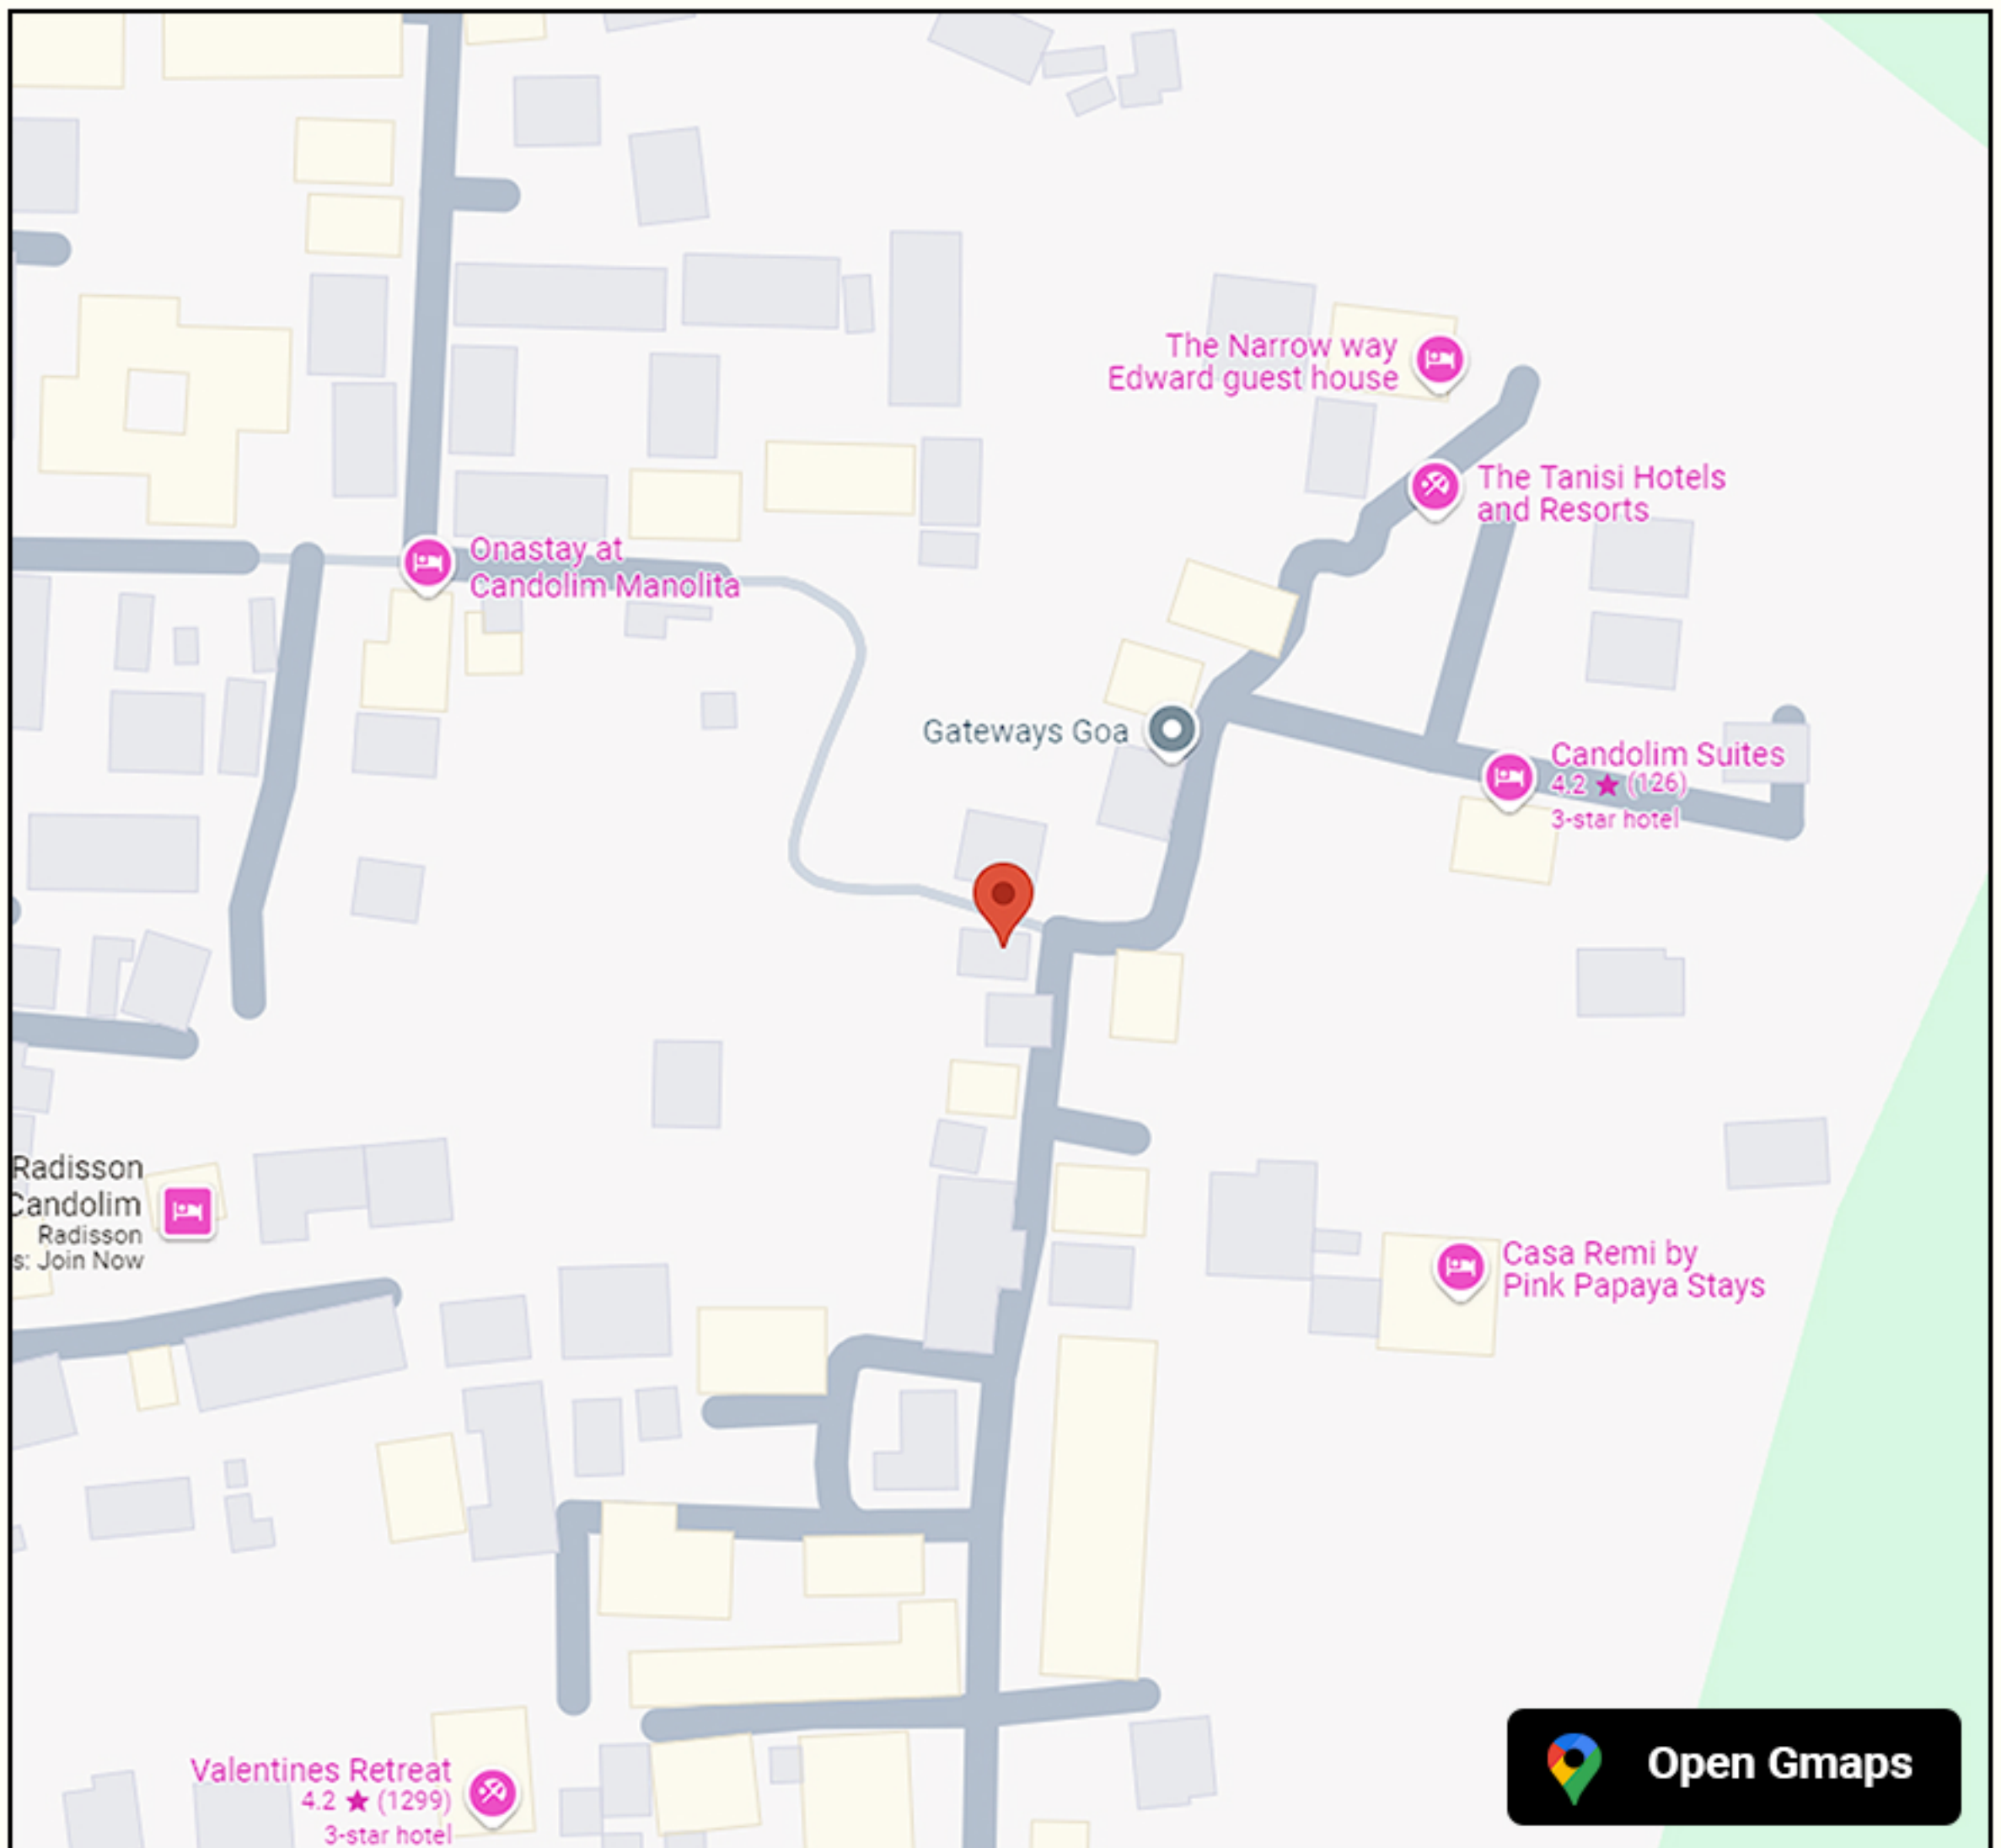 The Narrow way
Edward guest house
The Tanisi Hotels
and Resorts
Onastay at
Candolim Manolita
Gateways Goa
Candolim Suites
4.2 ★ (126)
3-star hotel
Radisson
Candolim
Radisson
s: Join Now
Casa Remi by
Pink Papaya Stays
Valentines Retreat
4.2 ★ (1299)
3-star hotel
Open Gmaps